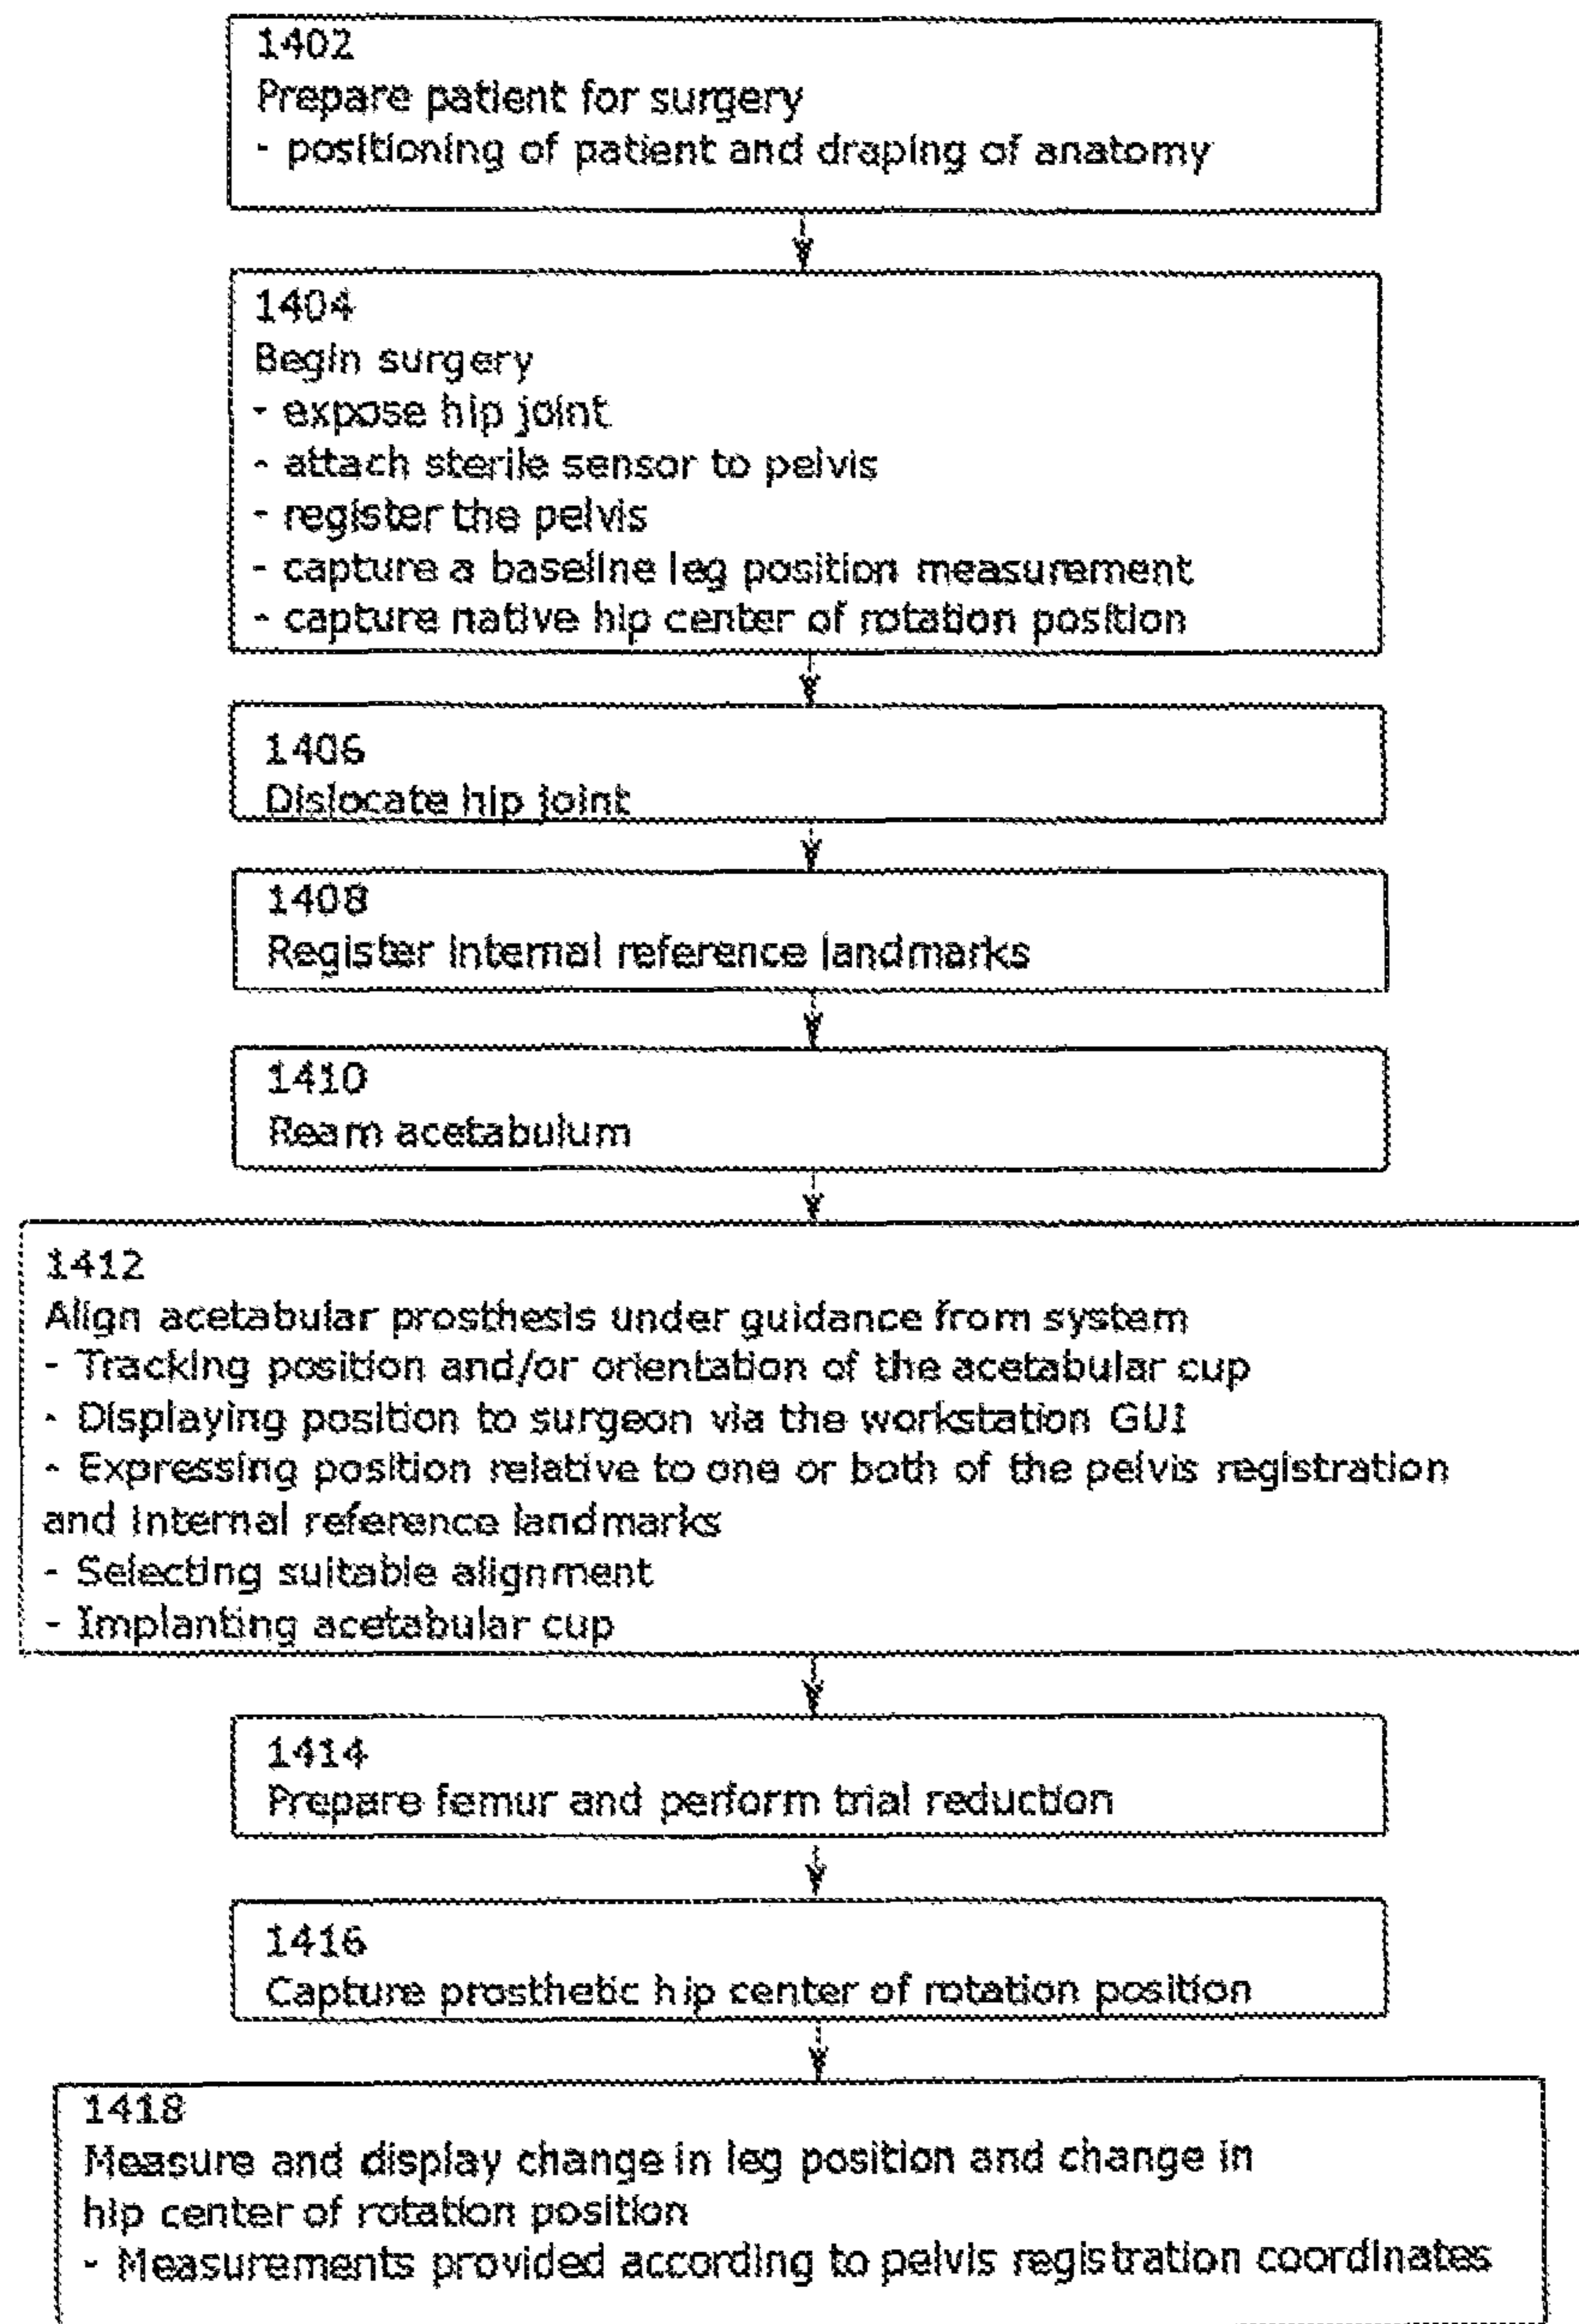 1402
Prepare patient for surgery
- positioning of patient and draping of anatomy
1404
Begin surgery
- expose hip joint
- attach sterile sensor to pelvis
- register the pelvis
- capture a baseline leg position measurement
- capture native hip center of rotation position
1406
Dislocate hip joint
1408
Register internal reference landmarks
1410
Ream acetabulum
1412
Align acetabular prosthesis under guidance from system
- Tracking position and/or orientation of the acetabular cup
- Displaying position to surgeon via the workstation GUI
- Expressing position relative to one or both of the pelvis registration
and internal reference landmarks
- Selecting suitable alignment
- Implanting acetabular cup
1414
Prepare femur and perform trial reduction
1416
Capture prosthetic hip center of rotation position
1418
Measure and display change in leg position and change in
hip center of rotation position
- Measurements provided according to pelvis registration coordinates